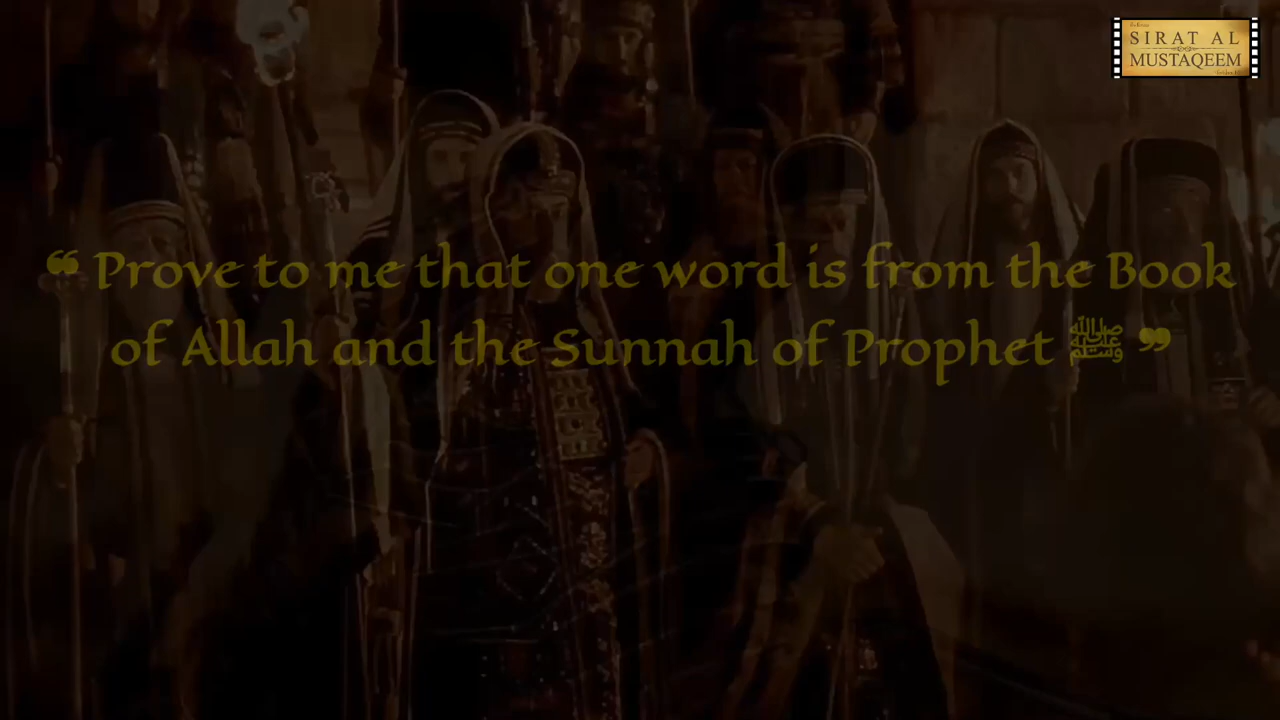 SIRAT AL
MUSTAQEEM
❝ Prove to me that one word is from the Book
of Allah and the Sunnah of Prophet ﷺ ❞